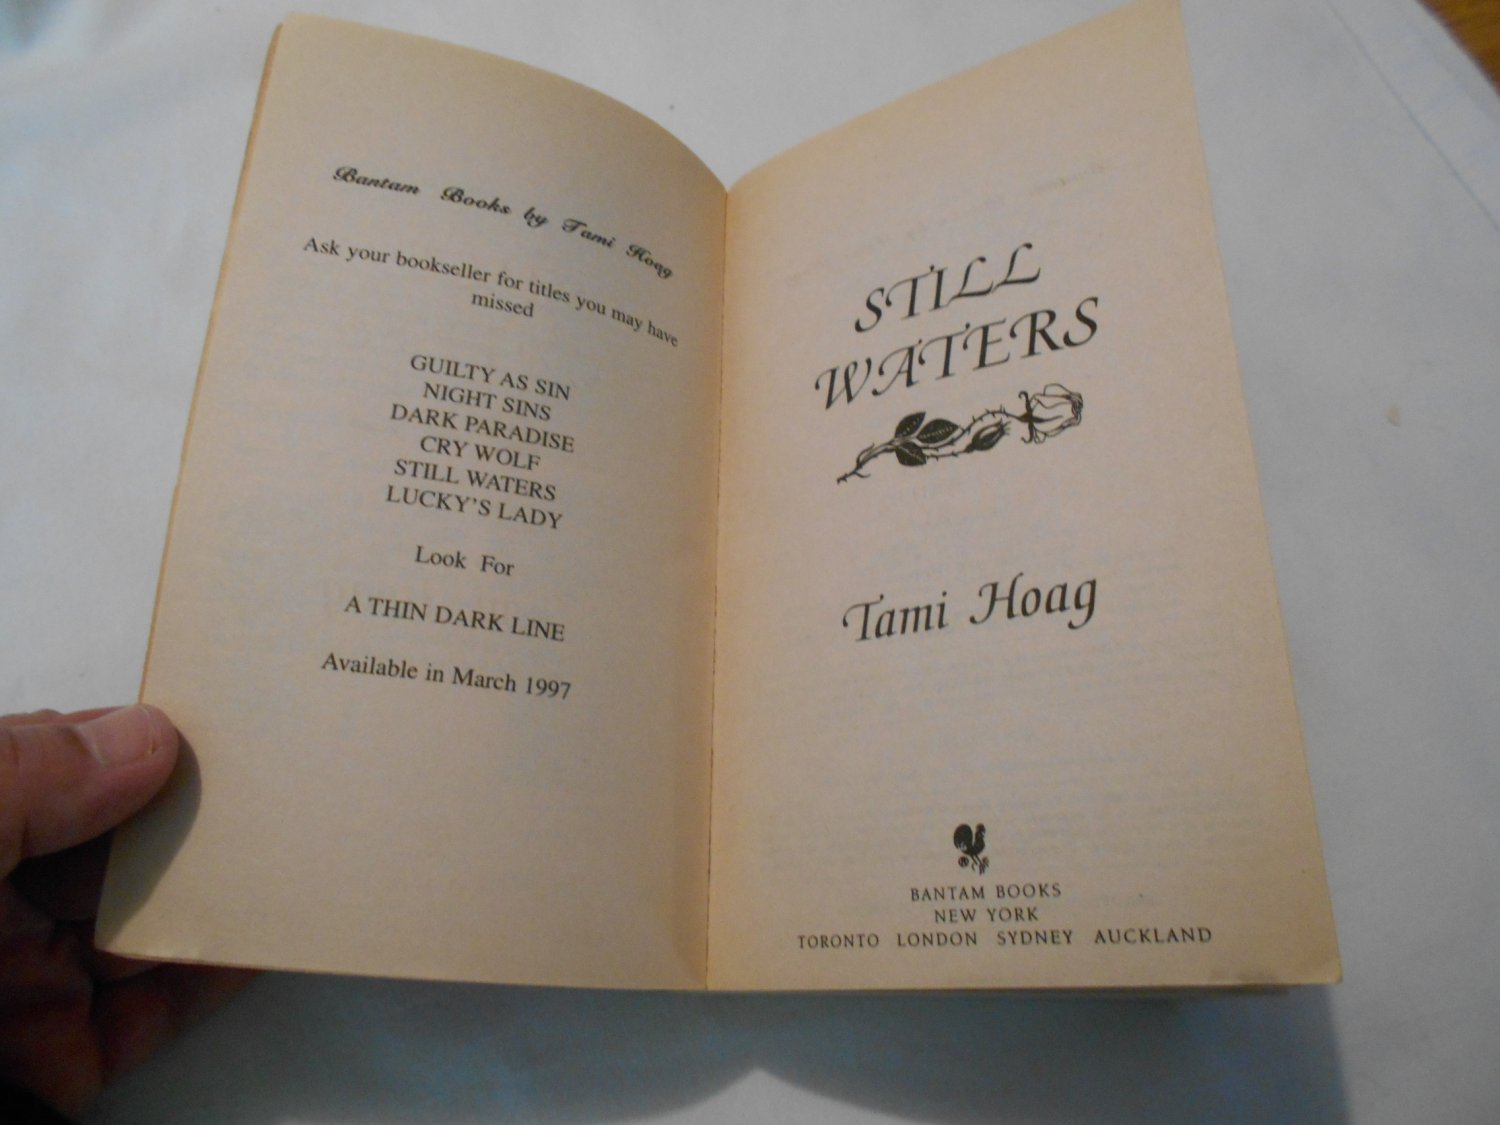 Bantam Books by Tami Hoag
Ask your bookseller for titles you may have
missed
GUILTY AS SIN
NIGHT SINS
DARK PARADISE
CRY WOLF
STILL WATERS
LUCKY'S LADY
Look For
A THIN DARK LINE
Available in March 1997
STILL
WATERS
Tami Hoag
BANTAM BOOKS
NEW YORK
TORONTO LONDON SYDNEY AUCKLAND